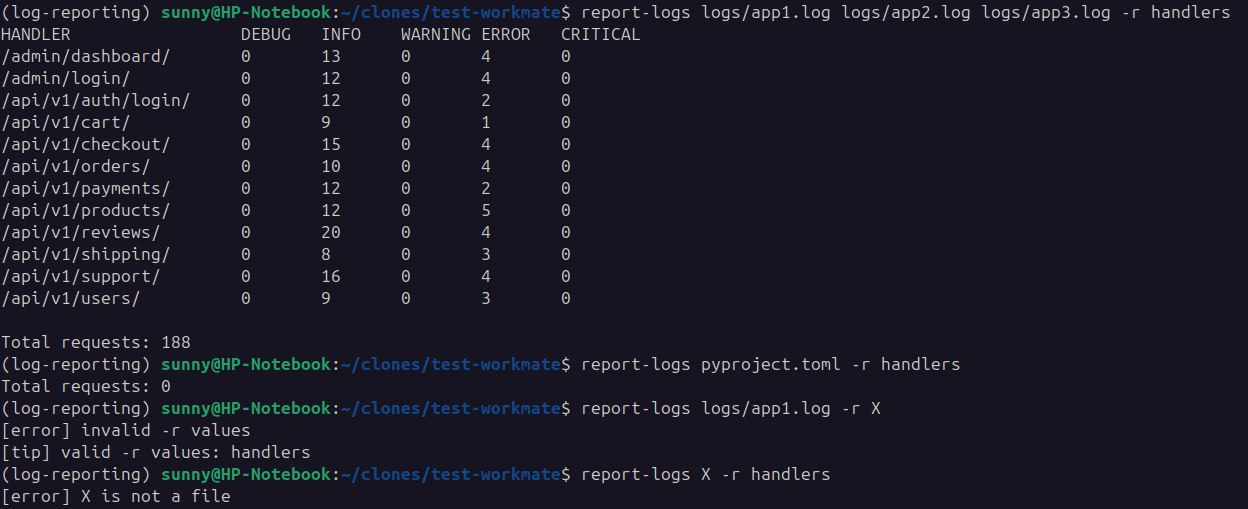 (log-reporting) sunny@HP-Notebook:~/clones/test-workmate$ report-logs logs/app1.log logs/app2.log logs/app3.log -r handlers
HANDLER DEBUG INFO WARNING ERROR CRITICAL
/admin/dashboard/ 0 13 0 4 0
/admin/login/ 0 12 0 4 0
/api/v1/auth/login/ 0 12 0 2 0
/api/v1/cart/ 0 9 0 1 0
/api/v1/checkout/ 0 15 0 4 0
/api/v1/orders/ 0 10 0 4 0
/api/v1/payments/ 0 12 0 2 0
/api/v1/products/ 0 12 0 5 0
/api/v1/reviews/ 0 20 0 4 0
/api/v1/shipping/ 0 8 0 3 0
/api/v1/support/ 0 16 0 4 0
/api/v1/users/ 0 9 0 3 0
Total requests: 188
(log-reporting) sunny@HP-Notebook:~/clones/test-workmate$ report-logs pyproject.toml -r handlers
Total requests: 0
(log-reporting) sunny@HP-Notebook:~/clones/test-workmate$ report-logs logs/app1.log -r X
[error] invalid -r values
[tip] valid -r values: handlers
(log-reporting) sunny@HP-Notebook:~/clones/test-workmate$ report-logs X -r handlers
[error] X is not a file